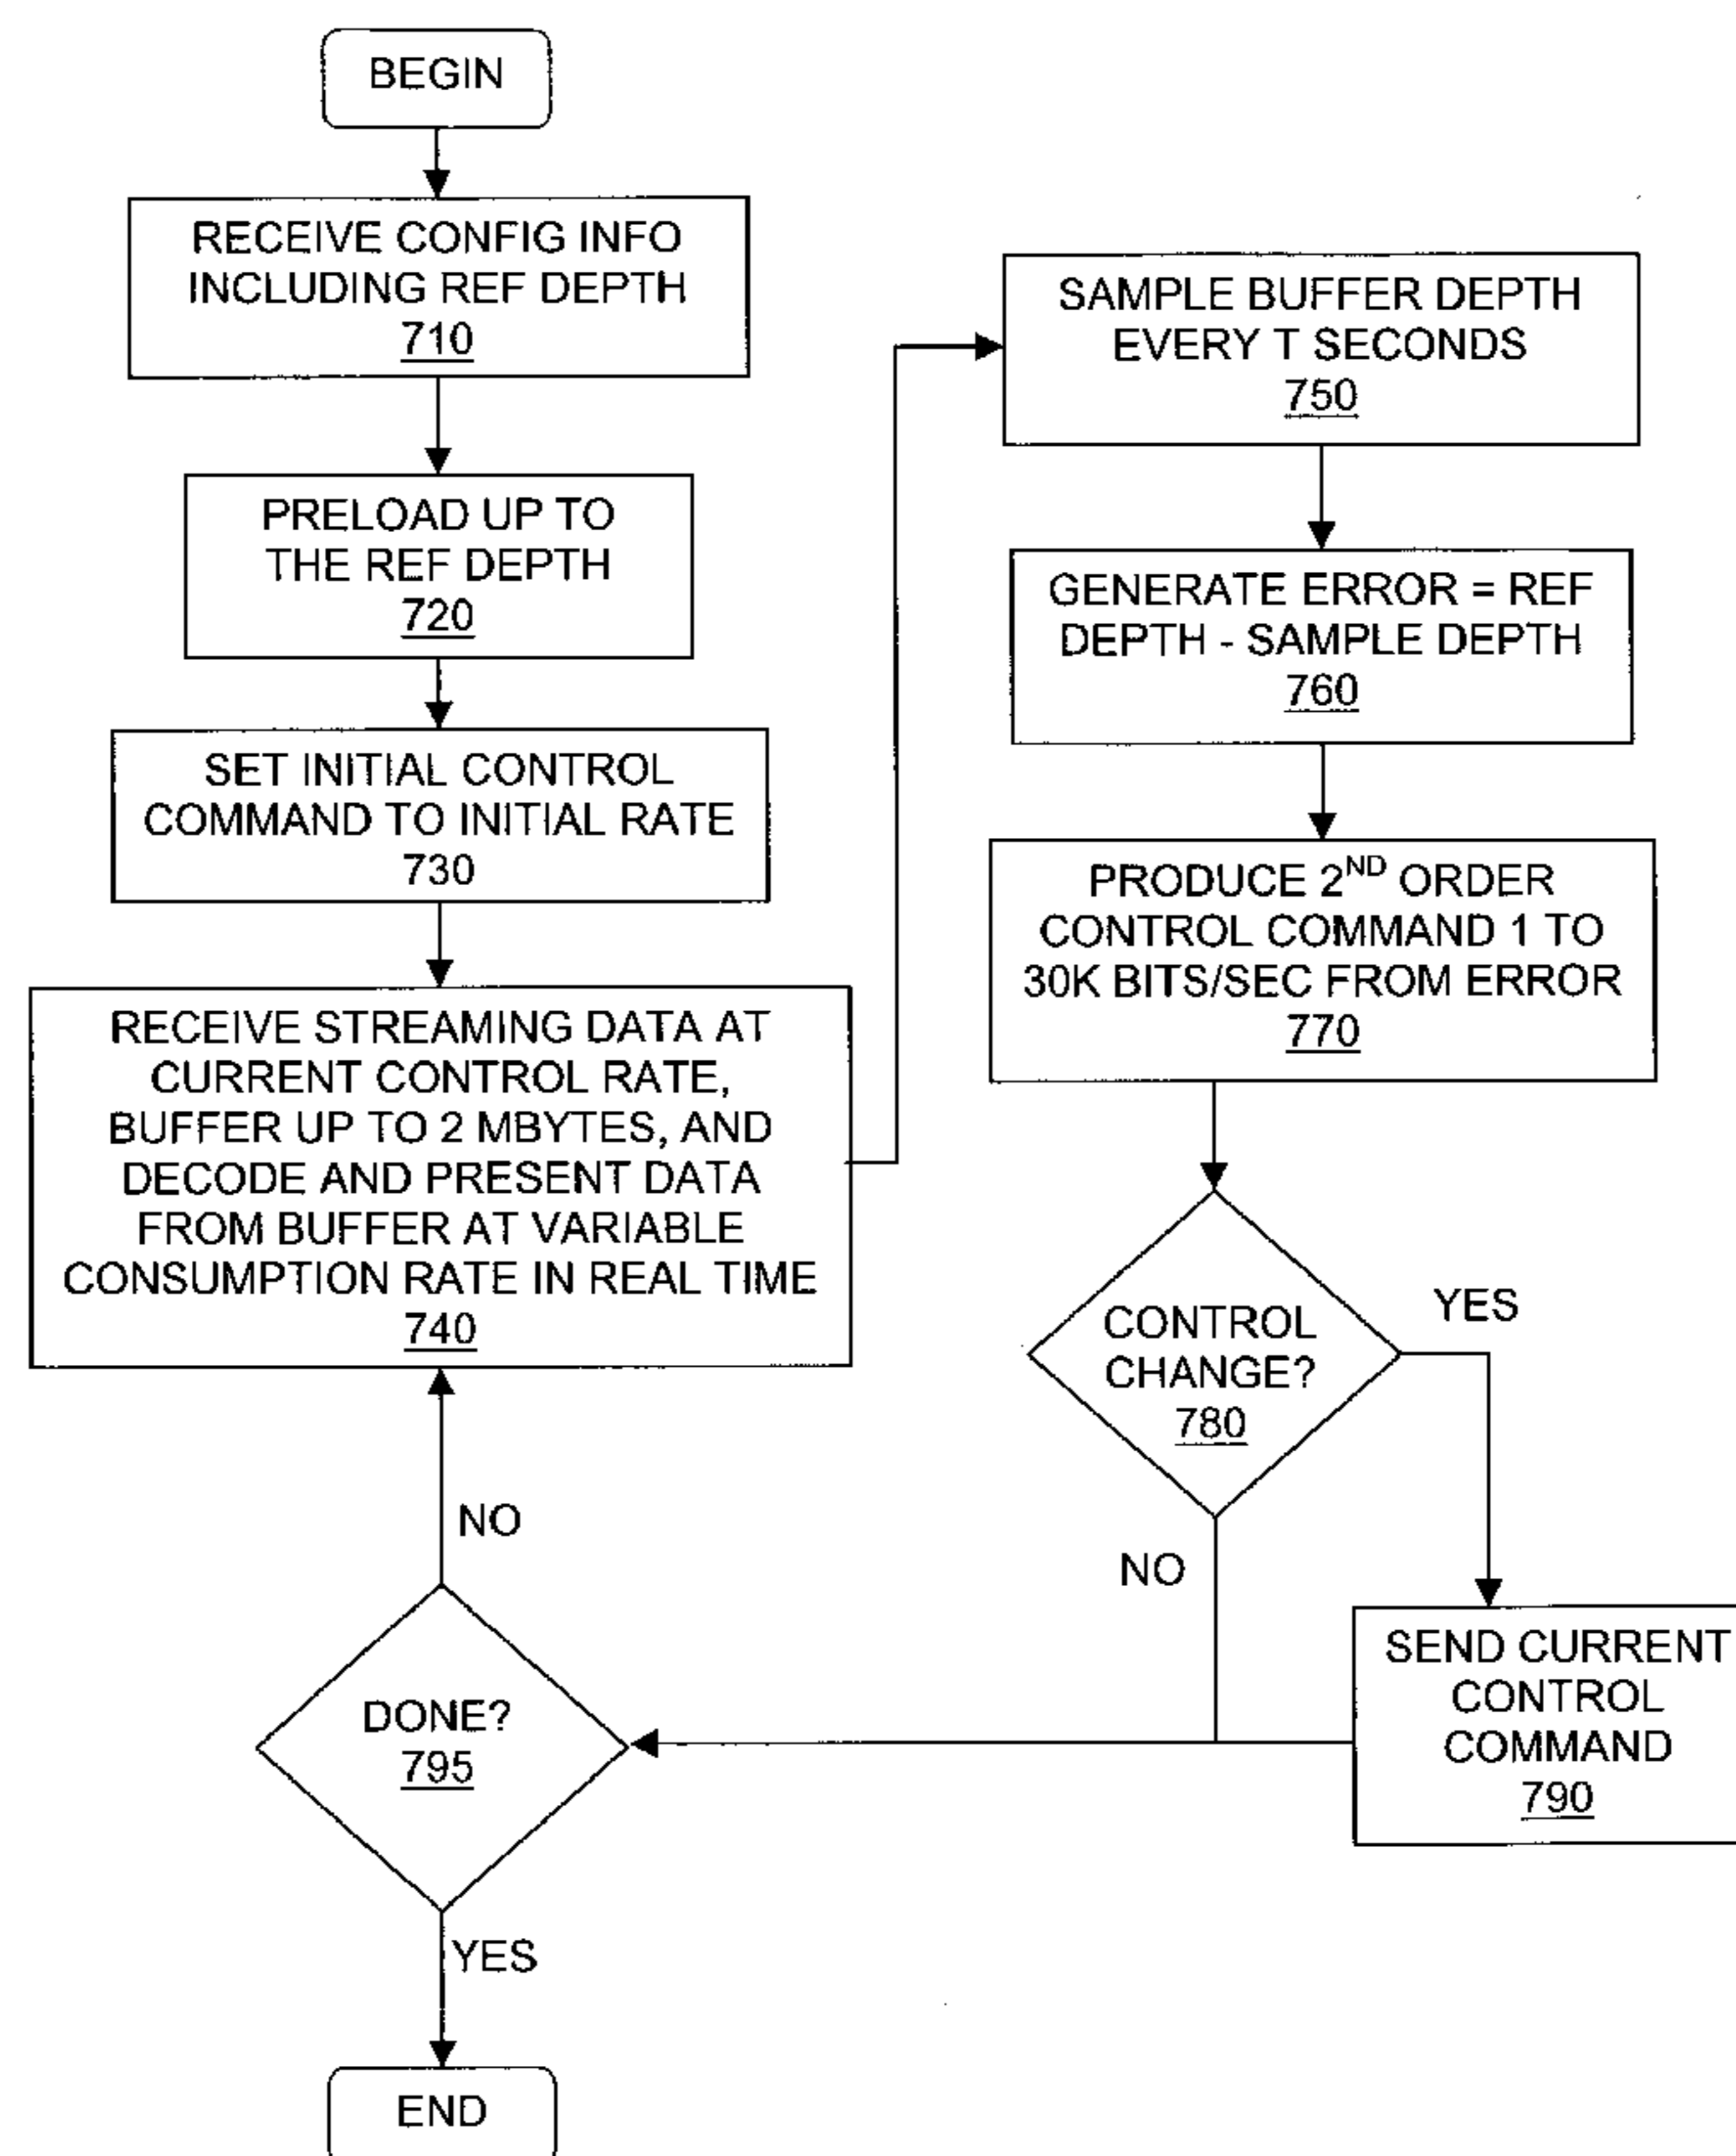 BEGIN
RECEIVE CONFIG INFO
INCLUDING REF DEPTH
710
PRELOAD UP TO
THE REF DEPTH
720
SET INITIAL CONTROL
COMMAND TO INITIAL RATE
730
RECEIVE STREAMING DATA AT
CURRENT CONTROL RATE,
BUFFER UP TO 2 MBYTES, AND
DECODE AND PRESENT DATA
FROM BUFFER AT VARIABLE
CONSUMPTION RATE IN REAL TIME
740
SAMPLE BUFFER DEPTH
EVERY T SECONDS
750
GENERATE ERROR = REF
DEPTH - SAMPLE DEPTH
760
PRODUCE 2ND ORDER
CONTROL COMMAND 1 TO
30K BITS/SEC FROM ERROR
770
CONTROL
CHANGE?
780
YES
NO
SEND CURRENT
CONTROL
COMMAND
790
NO
DONE?
795
YES
END